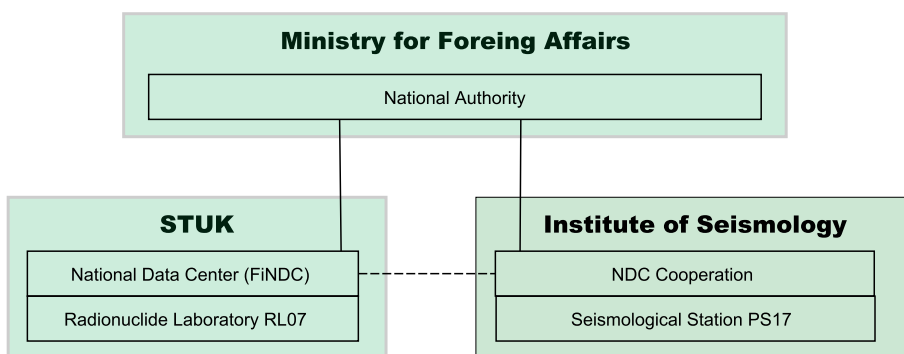 Ministry for Foreing Affairs
National Authority
STUK
National Data Center (FiNDC)
Radionuclide Laboratory RL07
Institute of Seismology
NDC Cooperation
Seismological Station PS17